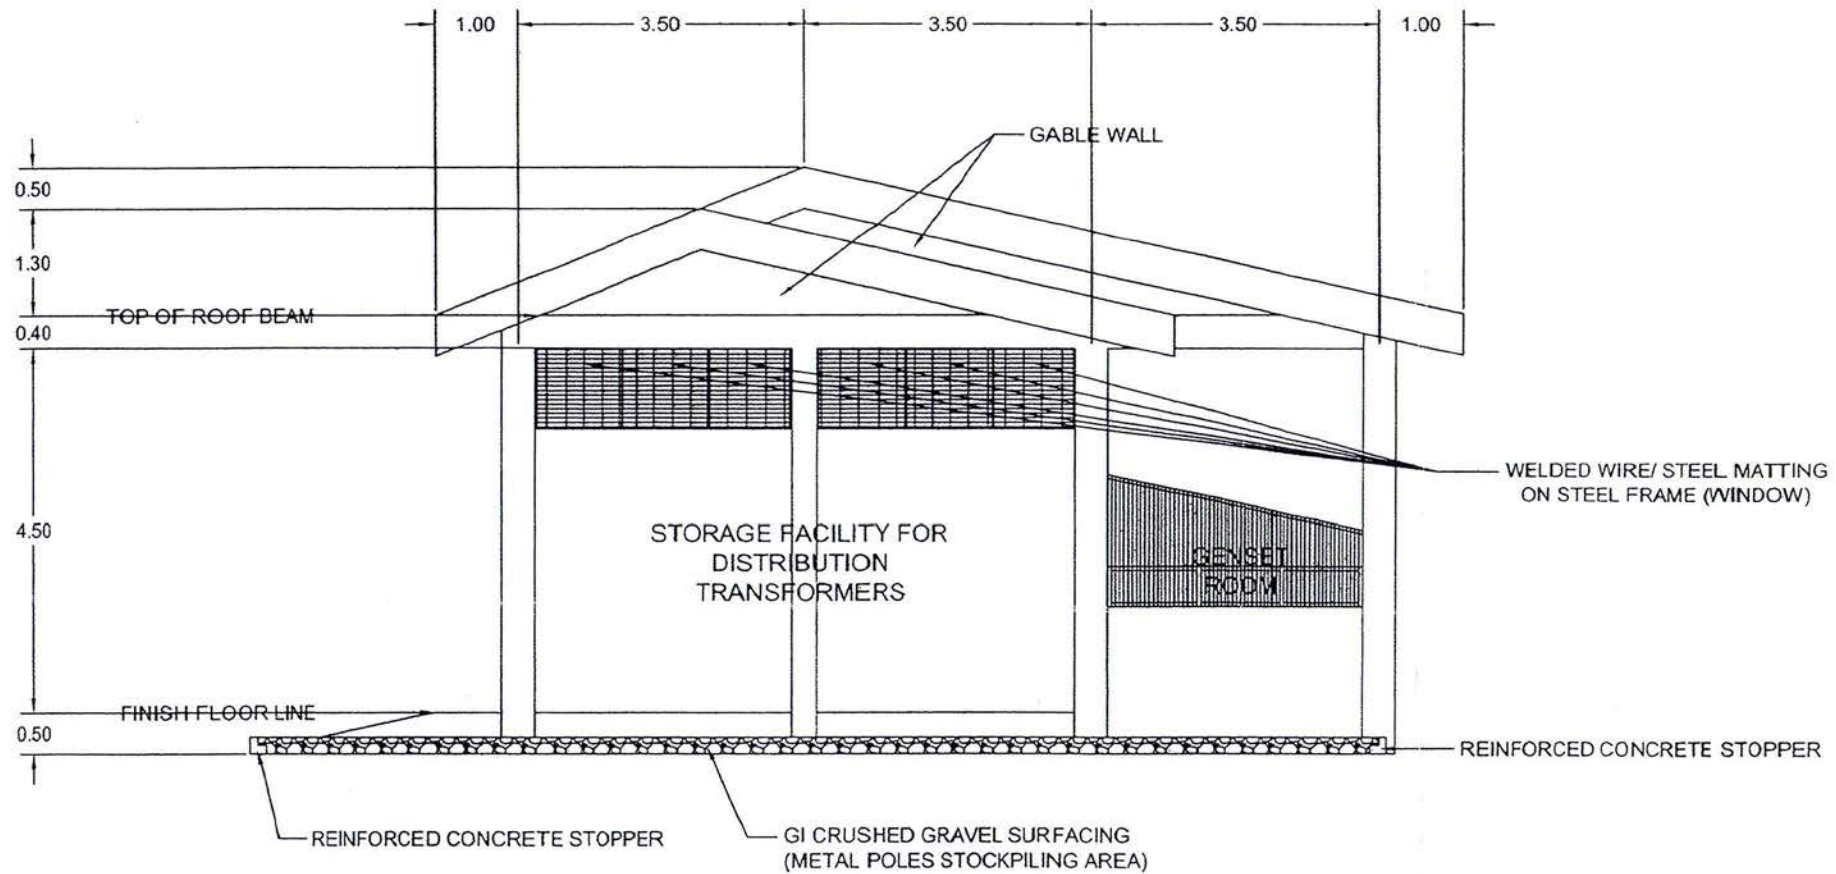 1.00
3.50
3.50
3.50
1.00
GABLE WALL
0.50
1.30
TOP OF ROOF BEAM
0.40
WELDED WIRE/ STEEL MATTING
ON STEEL FRAME (WINDOW)
4.50
STORAGE FACILITY FOR
DISTRIBUTION
TRANSFORMERS
GENSET
ROOM
FINISH FLOOR LINE
0.50
REINFORCED CONCRETE STOPPER
REINFORCED CONCRETE STOPPER
GI CRUSHED GRAVEL SURFACING
(METAL POLES STOCKPILING AREA)